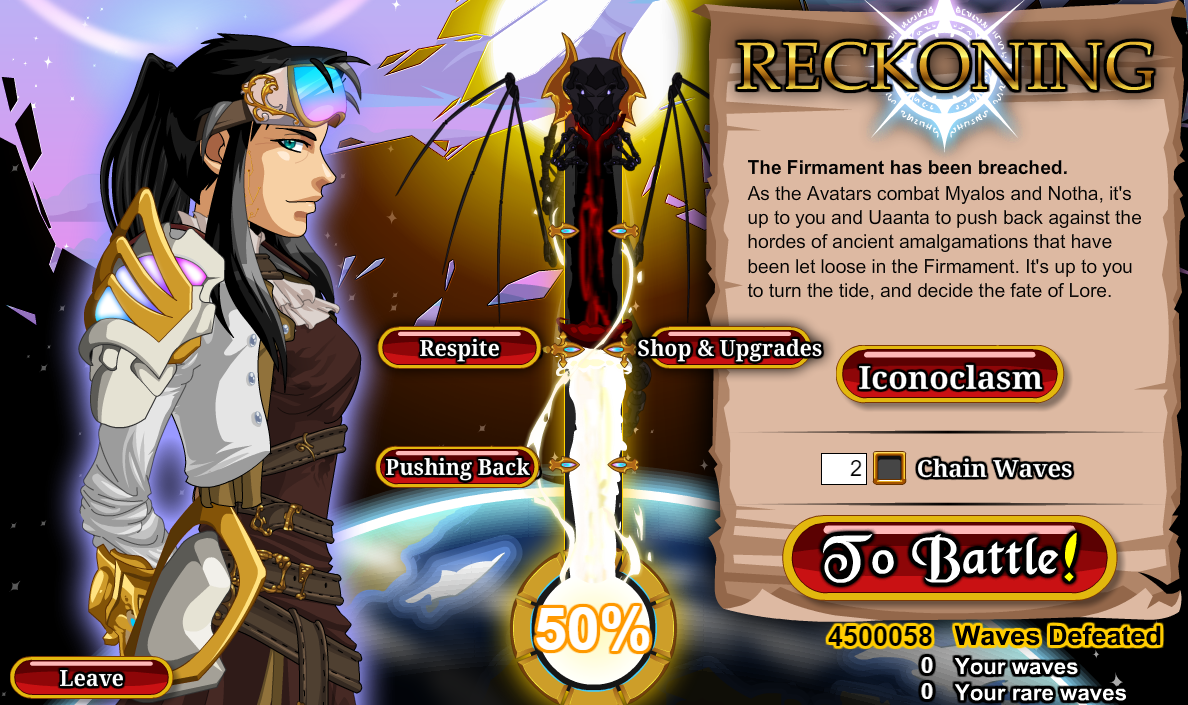 RECKONING
The Firmament has been breached.
As the Avatars combat Myalos and Notha, it's
up to you and Uaanta to push back against the
hordes of ancient amalgamations that have
been let loose in the Firmament. It's up to you
to turn the tide, and decide the fate of Lore.
Respite
Shop & Upgrades
Iconoclasm
Pushing Back
2 Chain Waves
To Battle!
50%
4500058 Waves Defeated
0 Your waves
0 Your rare waves
Leave